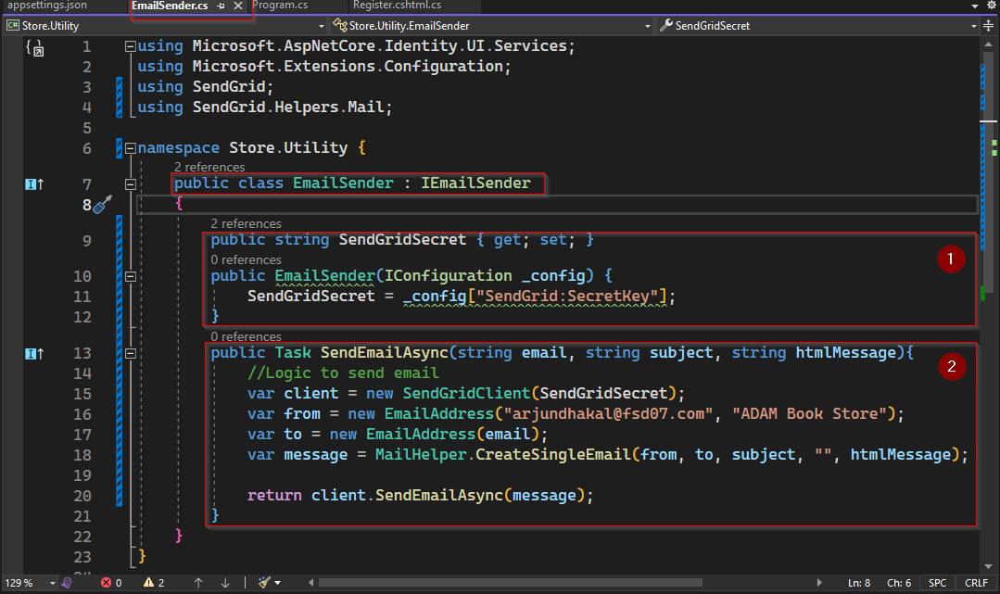 appsettings.json EmailSender.cs Program.cs Register.cshtml.cs
C# Store.Utility Store.Utility.EmailSender SendGridSecret
1 using Microsoft.AspNetCore.Identity.UI.Services;
2 using Microsoft.Extensions.Configuration;
3 using SendGrid;
4 using SendGrid.Helpers.Mail;
5
6 namespace Store.Utility {
2 references
7 public class EmailSender : IEmailSender
8 {
2 references
9 public string SendGridSecret { get; set; }
0 references
1
10 public EmailSender(IConfiguration _config) {
11 SendGridSecret = _config["SendGrid:SecretKey"];
12 }
0 references
13 public Task SendEmailAsync(string email, string subject, string htmlMessage){
2
14 //Logic to send email
15 var client = new SendGridClient(SendGridSecret);
16 var from = new EmailAddress("arjundhakal@fsd07.com", "ADAM Book Store");
17 var to = new EmailAddress(email);
18 var message = MailHelper.CreateSingleEmail(from, to, subject, "", htmlMessage);
19
20 return client.SendEmailAsync(message);
21 }
22 }
23 }
129 % 0 2 Ln: 8 Ch: 6 SPC CRLF